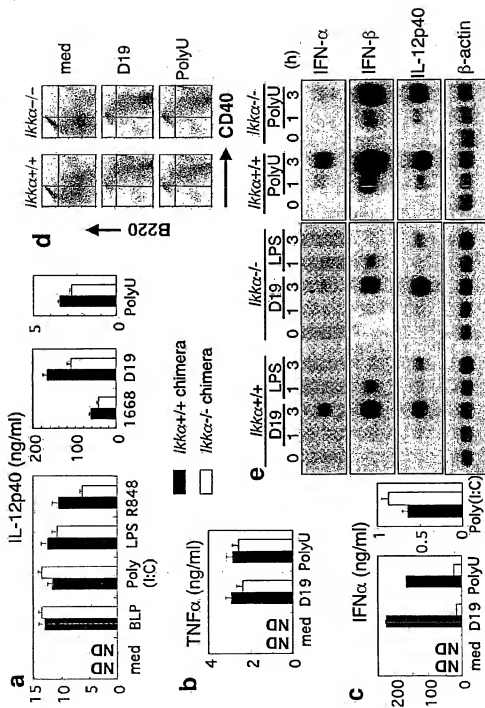 a
IL-12p40 (ng/ml)
15
10
5
0
ND ND
med BLP Poly (I:C) LPS R848
200
100
0
1668 D19
5
0
PolyU
Ikkα+/+ chimera
Ikkα-/- chimera
b
TNFα (ng/ml)
4
2
0
ND ND
med D19 PolyU
c
IFNα (ng/ml)
200
100
0
ND ND
med D19 PolyU
1
0.5
0
Poly(I:C)
d
Ikkα+/+ Ikkα-/-
med
D19
PolyU
B220
CD40
e
Ikkα+/+ Ikkα-/- Ikkα+/+ Ikkα-/-
D19 LPS D19 LPS PolyU PolyU
0 1 3 1 3 0 1 3 1 3 0 1 3 0 1 3 (h)
IFN-α
IFN-β
IL-12p40
β-actin